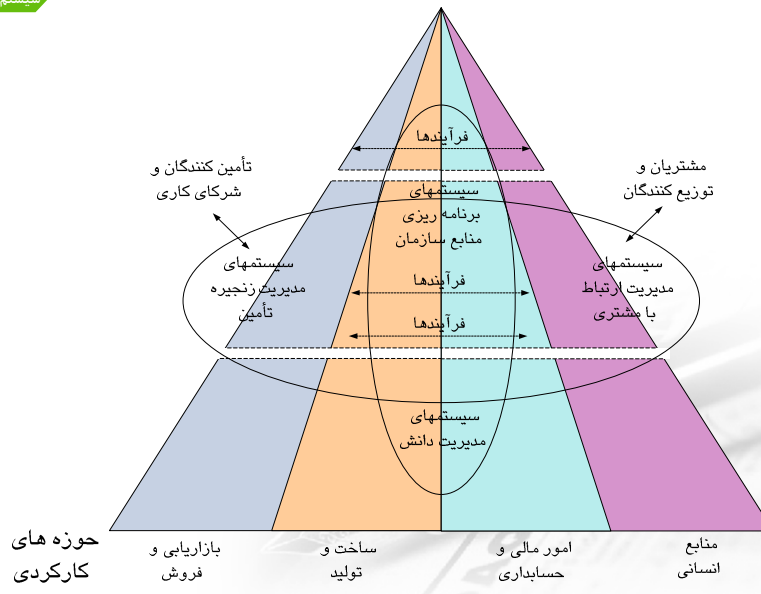 سیستم
فرآیندها
تأمین کنندگان و
شرکای کاری
مشتریان و
توزیع کنندگان
سیستمهای
برنامه ریزی
منابع سازمان
سیستمهای
مدیریت ارتباط
با مشتری
سیستمهای
مدیریت زنجیره
تأمین
فرآیندها
فرآیندها
سیستمهای
مدیریت دانش
حوزه های
کارکردی
منابع
انسانی
امور مالی و
حسابداری
ساخت و
تولید
بازاریابی و
فروش